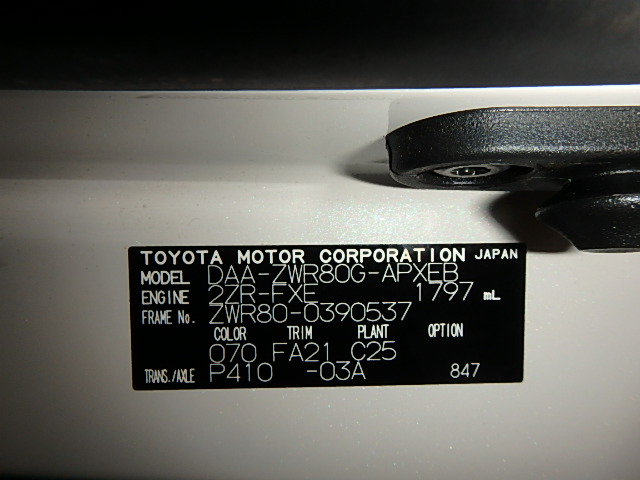 TOYOTA MOTOR CORPORATION JAPAN
MODEL DAA-ZWR80G-APXEB
ENGINE 2ZR-FXE 1797 mL
FRAME No. ZWR80-0390537
COLOR TRIM PLANT OPTION
070 FA21 C25
TRANS./AXLE P410 -03A 847